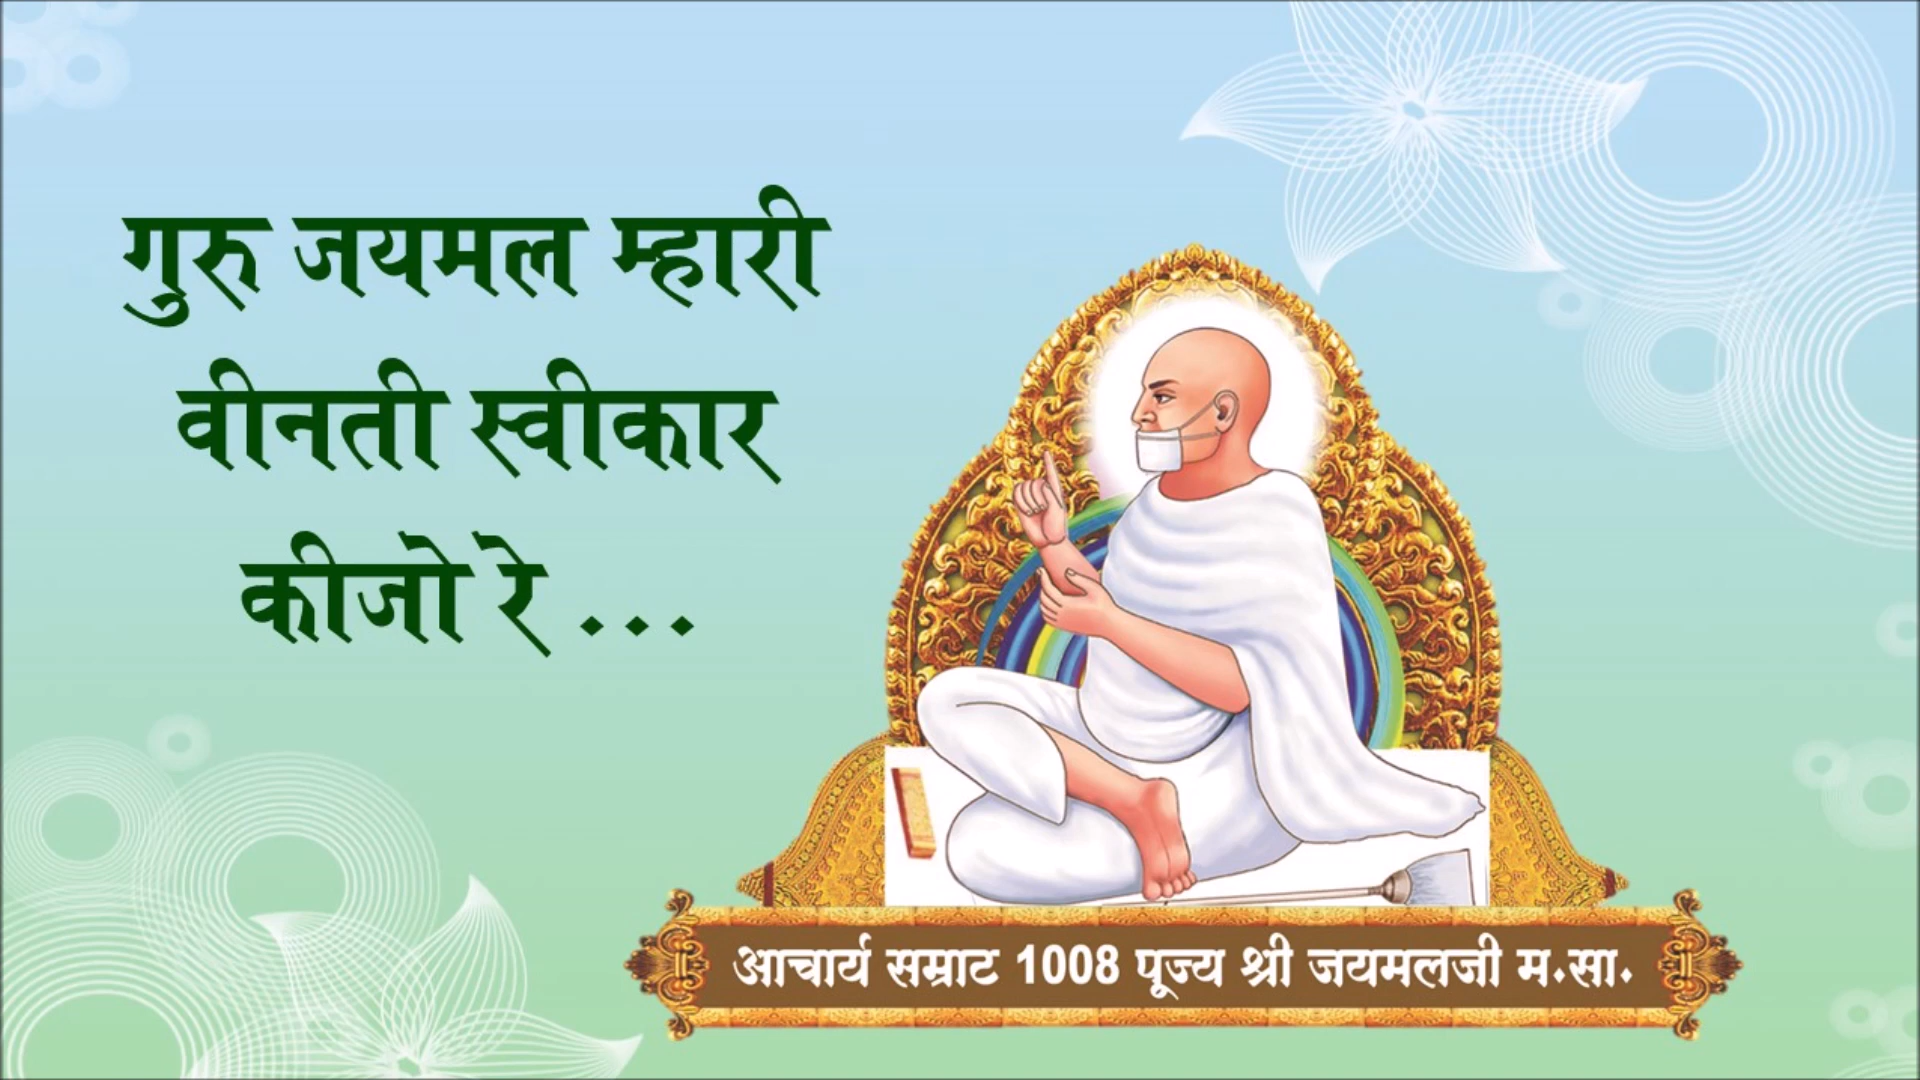 गुरु जयमल म्हारी
वीनती स्वीकार
कीजो रे ...
आचार्य सम्राट 1008 पूज्य श्री जयमलजी म.सा.